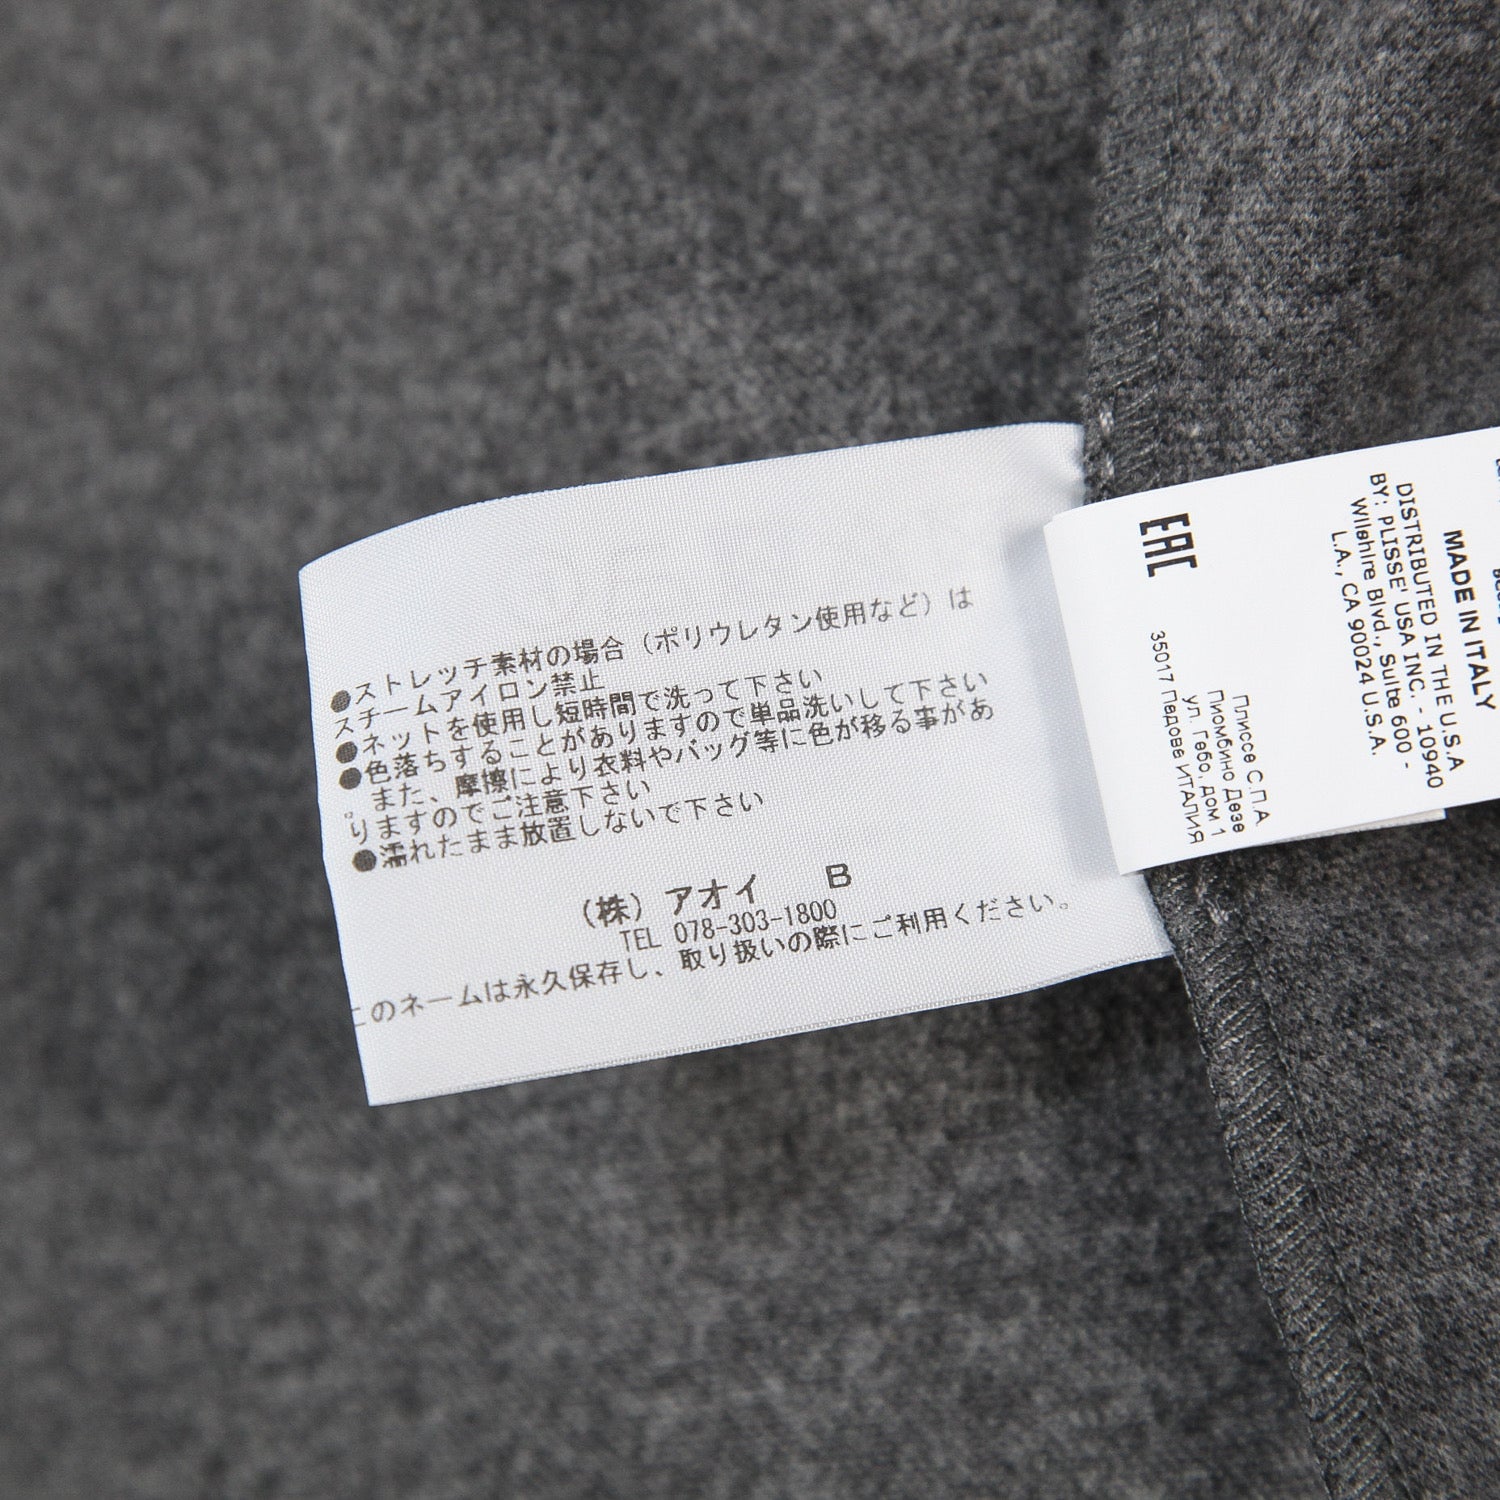 ●ストレッチ素材の場合（ポリウレタン使用など）は
スチームアイロン禁止
●ネットを使用し短時間で洗って下さい
●色落ちすることがありますので単品洗いして下さい
また、摩擦により衣料やバッグ等に色が移る事があ
りますのでご注意下さい
。
●濡れたまま放置しないで下さい
（株）アオイ B
TEL 078-303-1800
このネームは永久保存し、取り扱いの際にご利用ください。
MADE IN ITALY
DISTRIBUTED IN THE U.S.A
BY: PLISSE' USA INC. - 10940
Wilshire Blvd., Suite 600 -
L.A., CA 90024 U.S.A.
EAC
Плиссе С.П.А
Пиомбино Дезе
ул. Гебо, дом 1
35017 Падове ИТАЛИЯ